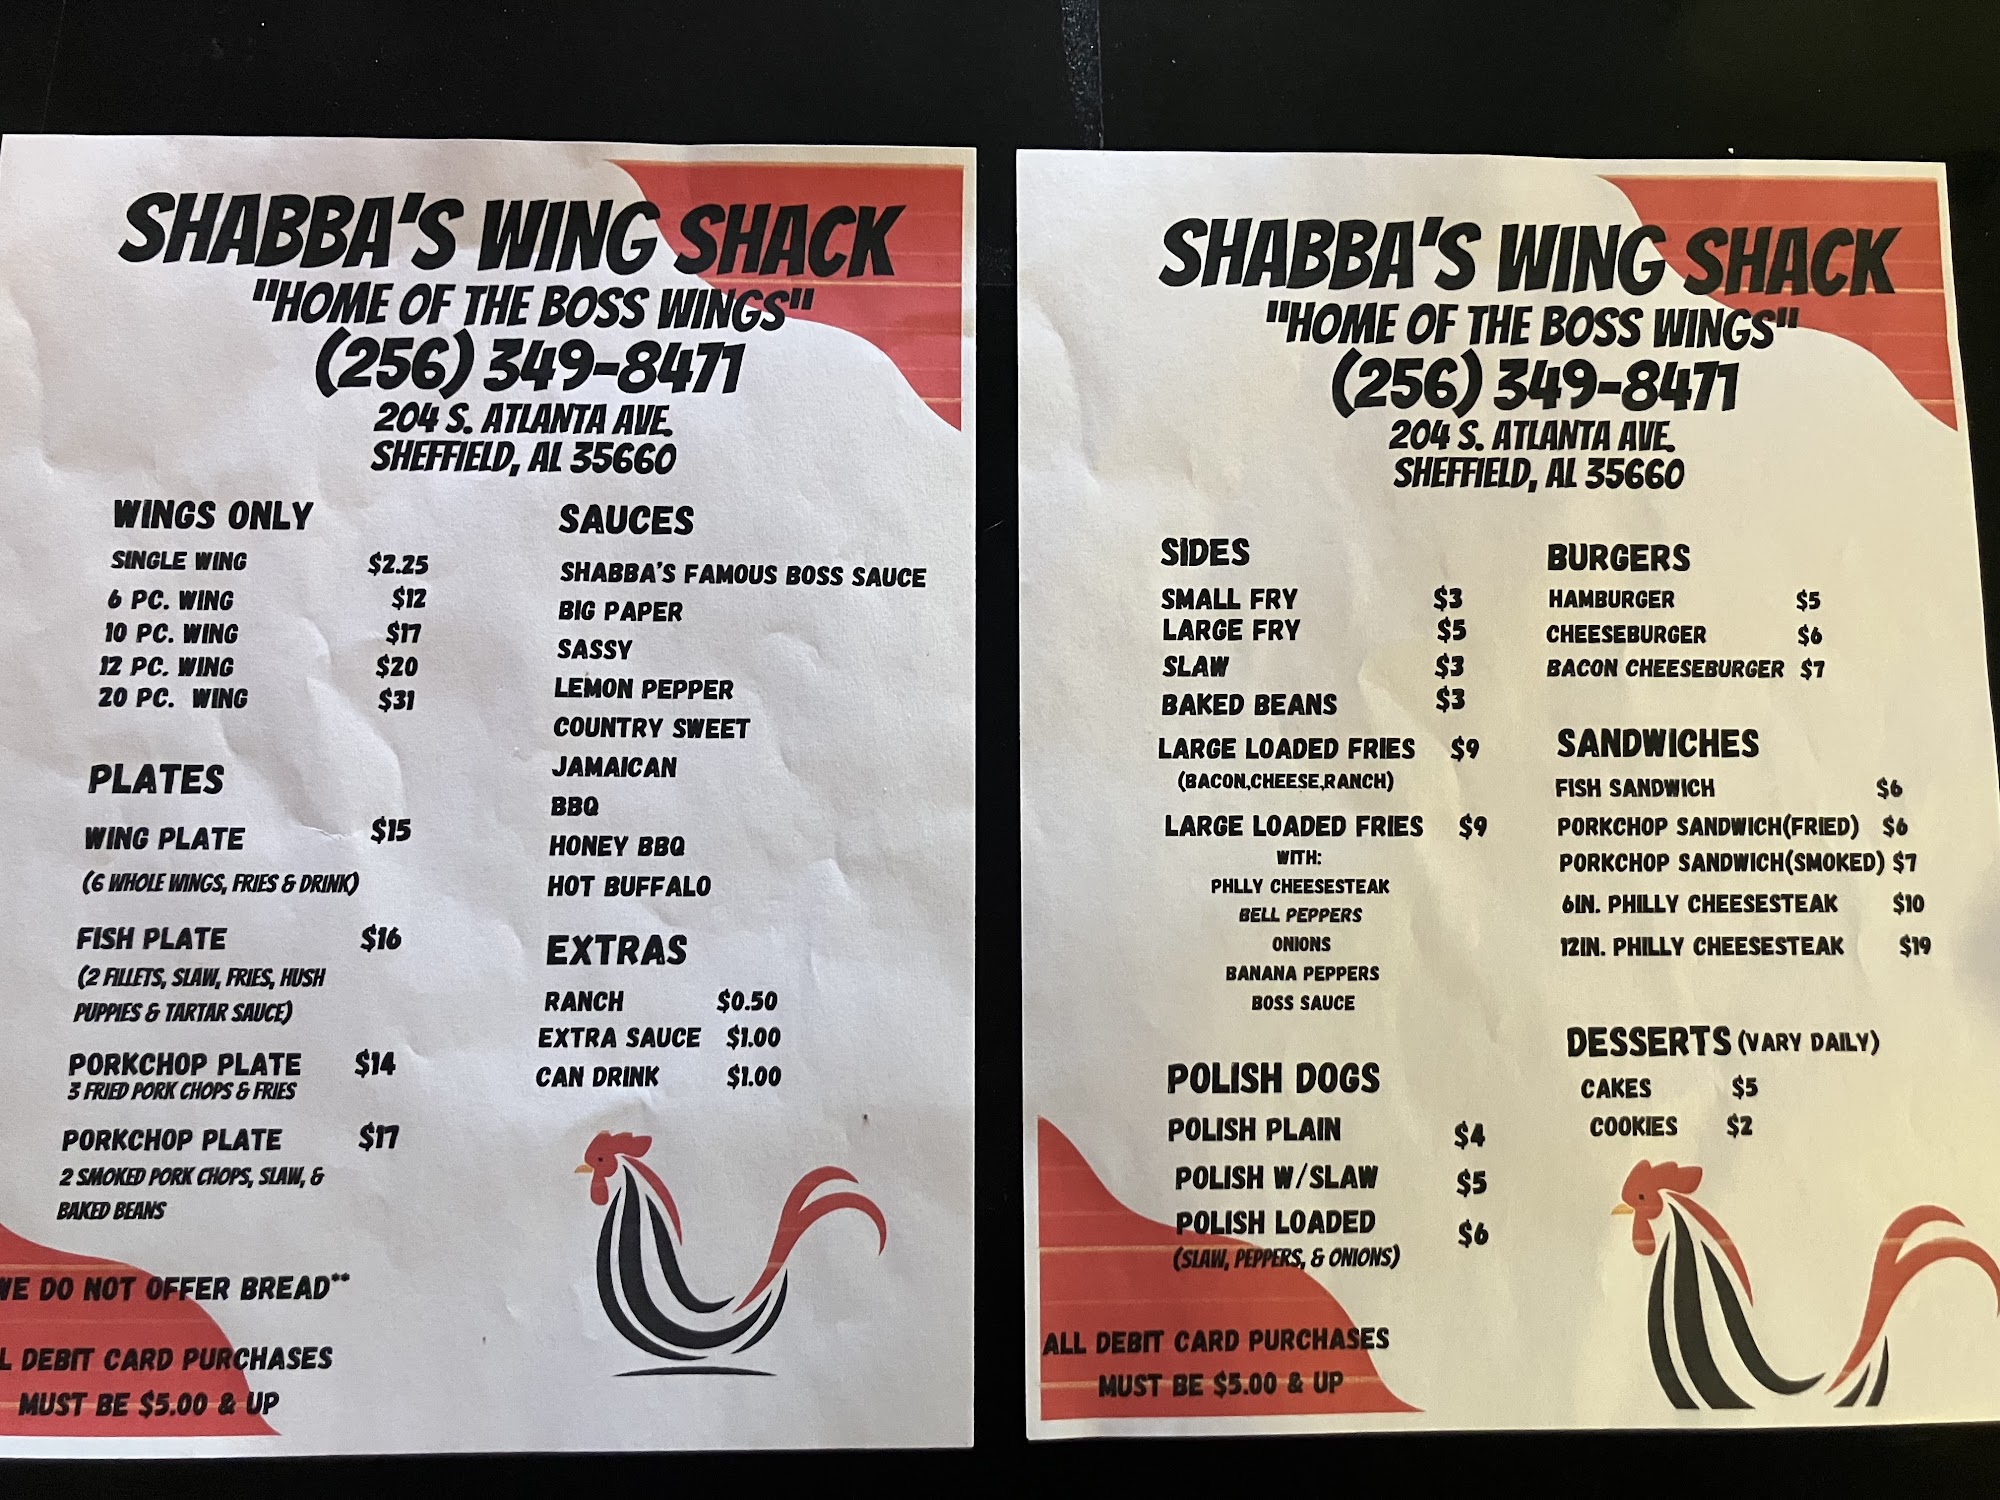 SHABBA'S WING SHACK
"HOME OF THE BOSS WINGS"
(256) 349-8471
204 S. ATLANTA AVE.
SHEFFIELD, AL 35660
WINGS ONLY
SINGLE WING $2.25
6 PC. WING $12
10 PC. WING $17
12 PC. WING $20
20 PC. WING $31
PLATES
WING PLATE $15
(6 WHOLE WINGS, FRIES & DRINK)
FISH PLATE $16
(2 FILLETS, SLAW, FRIES, HUSH
PUPPIES & TARTAR SAUCE)
PORKCHOP PLATE $14
3 FRIED PORK CHOPS & FRIES
PORKCHOP PLATE $17
2 SMOKED PORK CHOPS, SLAW, &
BAKED BEANS
WE DO NOT OFFER BREAD**
L DEBIT CARD PURCHASES
MUST BE $5.00 & UP
SAUCES
SHABBA'S FAMOUS BOSS SAUCE
BIG PAPER
SASSY
LEMON PEPPER
COUNTRY SWEET
JAMAICAN
BBQ
HONEY BBQ
HOT BUFFALO
EXTRAS
RANCH $0.50
EXTRA SAUCE $1.00
CAN DRINK $1.00
SHABBA'S WING SHACK
"HOME OF THE BOSS WINGS"
(256) 349-8471
204 S. ATLANTA AVE.
SHEFFIELD, AL 35660
SIDES
SMALL FRY $3
LARGE FRY $5
SLAW $3
BAKED BEANS $3
LARGE LOADED FRIES $9
(BACON,CHEESE,RANCH)
LARGE LOADED FRIES $9
WITH:
PHLLY CHEESESTEAK
BELL PEPPERS
ONIONS
BANANA PEPPERS
BOSS SAUCE
POLISH DOGS
POLISH PLAIN $4
POLISH W/SLAW $5
POLISH LOADED $6
(SLAW, PEPPERS, & ONIONS)
ALL DEBIT CARD PURCHASES
MUST BE $5.00 & UP
BURGERS
HAMBURGER $5
CHEESEBURGER $6
BACON CHEESEBURGER $7
SANDWICHES
FISH SANDWICH $6
PORKCHOP SANDWICH(FRIED) $6
PORKCHOP SANDWICH(SMOKED) $7
6IN. PHILLY CHEESESTEAK $10
12IN. PHILLY CHEESESTEAK $19
DESSERTS (VARY DAILY)
CAKES $5
COOKIES $2